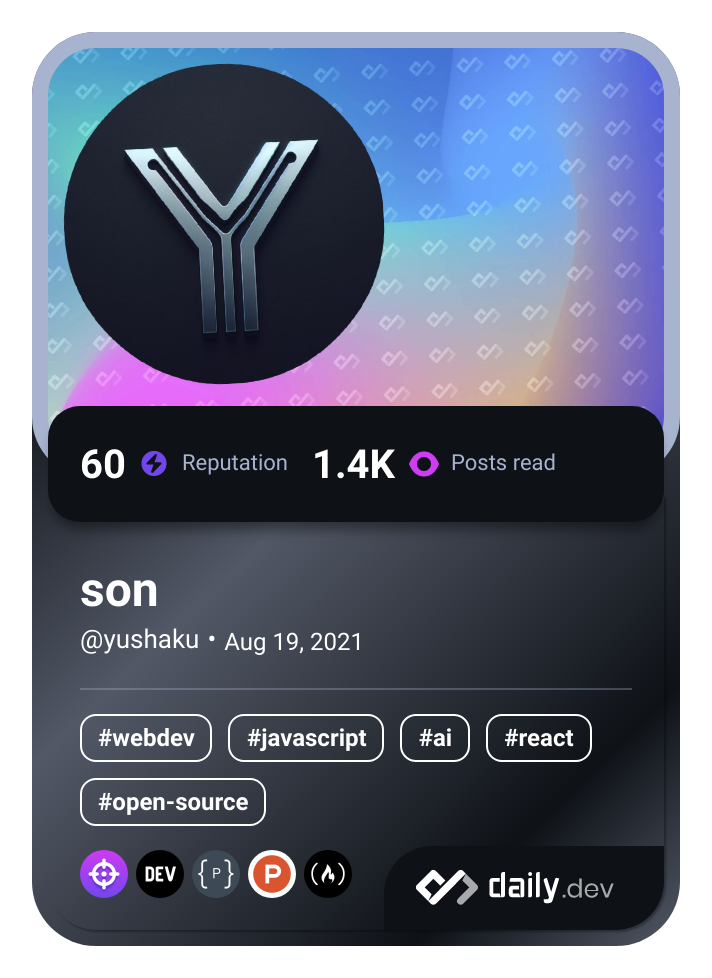 Y
60 Reputation 1.4K Posts read
son
@yushaku • Aug 19, 2021
#webdev #javascript #ai #react
#open-source
DEV {P} P
daily.dev